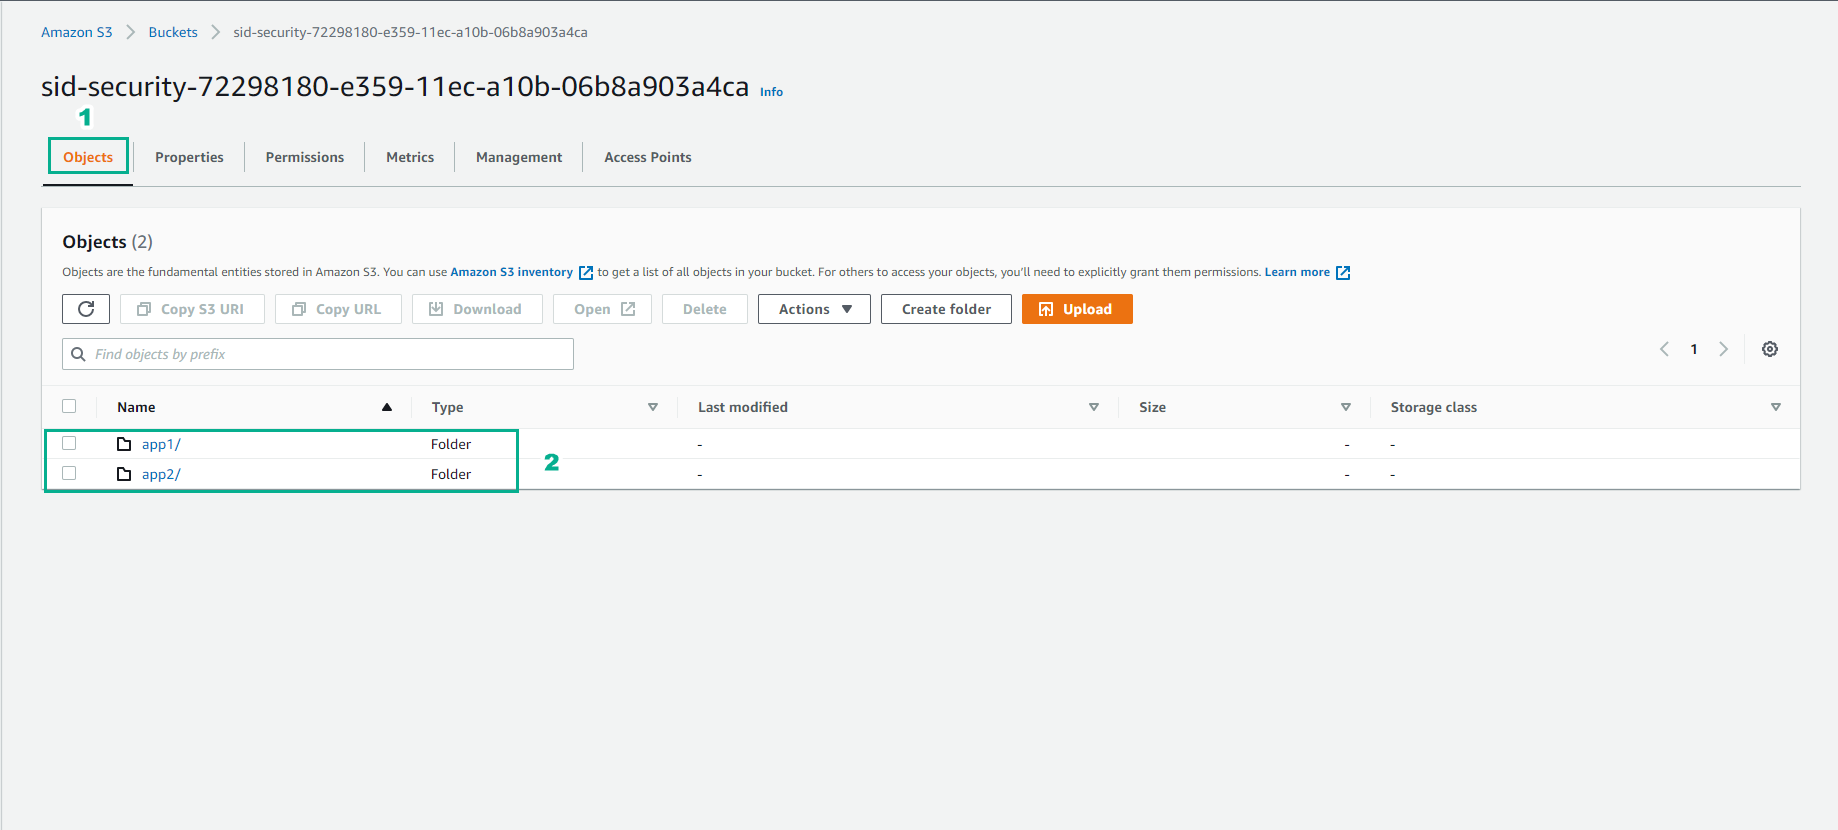 Amazon S3 > Buckets > sid-security-72298180-e359-11ec-a10b-06b8a903a4ca
sid-security-72298180-e359-11ec-a10b-06b8a903a4ca Info
1
Objects Properties Permissions Metrics Management Access Points
Objects (2)
Objects are the fundamental entities stored in Amazon S3. You can use Amazon S3 inventory to get a list of all objects in your bucket. For others to access your objects, you'll need to explicitly grant them permissions. Learn more
Copy S3 URI Copy URL Download Open Delete Actions Create folder Upload
Find objects by prefix
1
Name Type Last modified Size Storage class
app1/ Folder - - -
2
app2/ Folder - - -